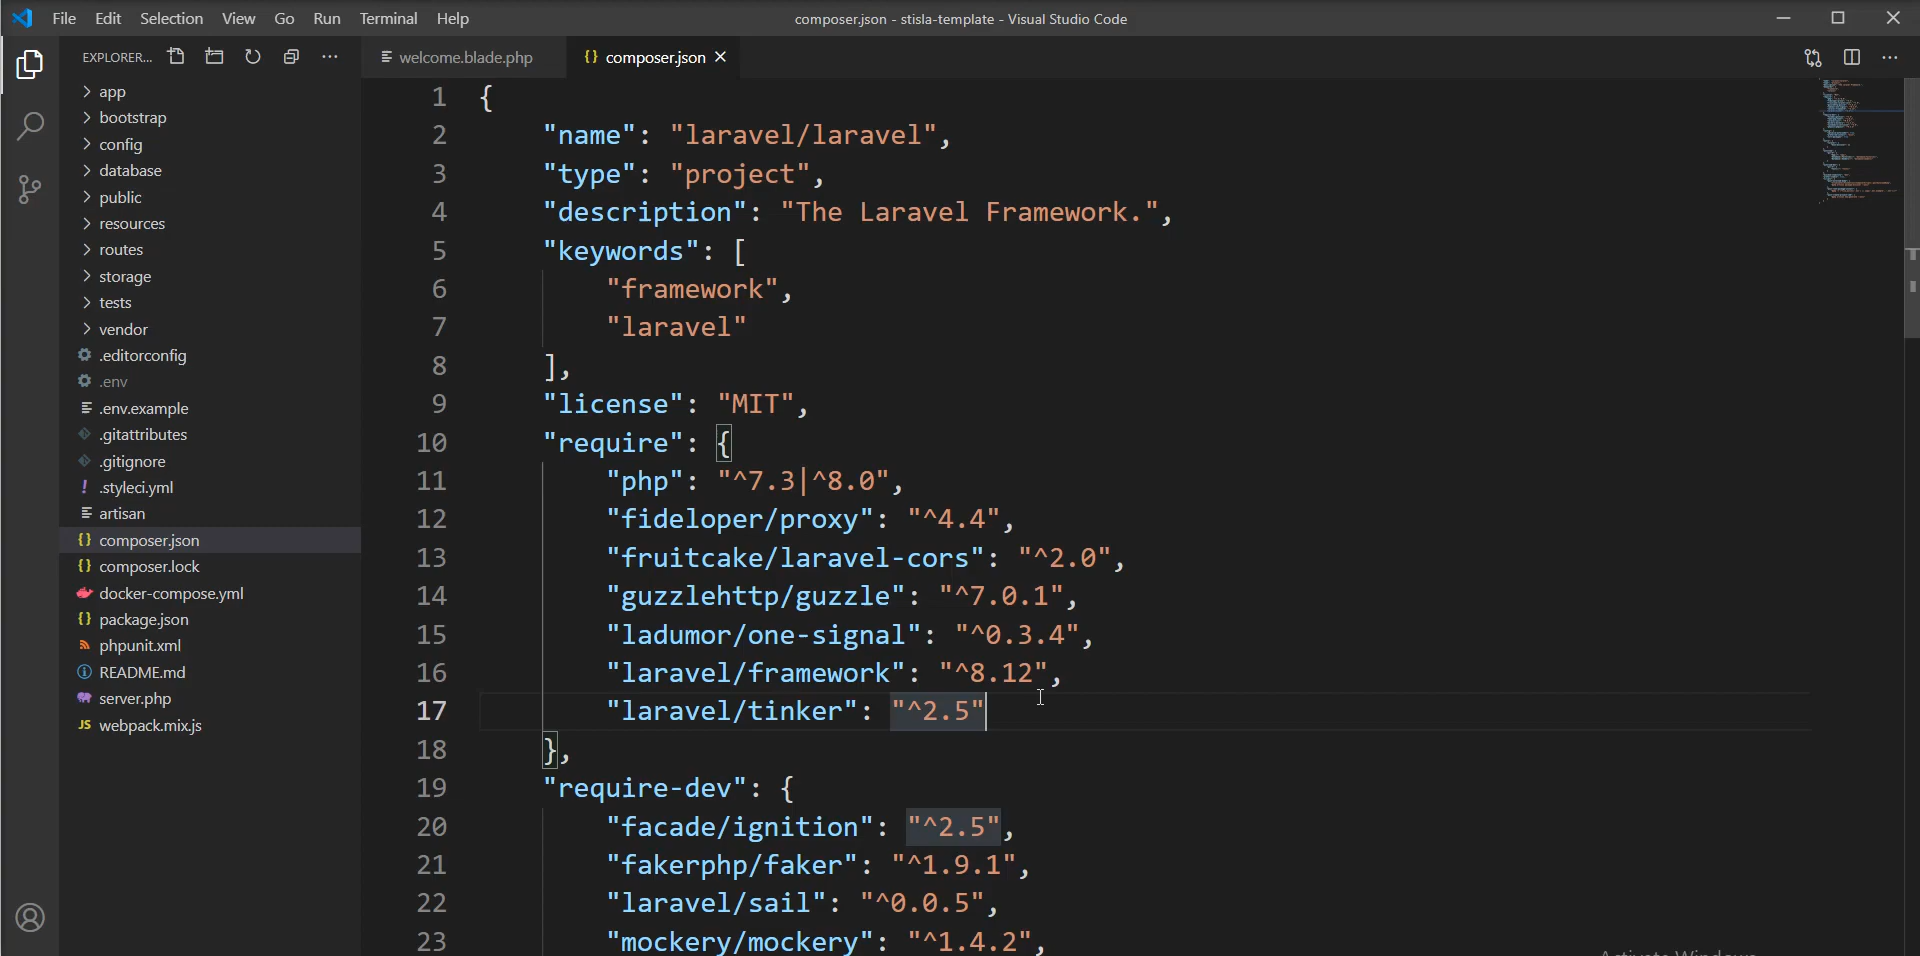 File Edit Selection View Go Run Terminal Help
composer.json - stisla-template - Visual Studio Code
EXPLORER...
welcome.blade.php
{} composer.json
app
bootstrap
config
database
public
resources
routes
storage
tests
vendor
.editorconfig
.env
.env.example
.gitattributes
.gitignore
! .styleci.yml
artisan
{} composer.json
{} composer.lock
docker-compose.yml
{} package.json
phpunit.xml
README.md
server.php
JS webpack.mix.js
1 {
2 "name": "laravel/laravel",
3 "type": "project",
4 "description": "The Laravel Framework.",
5 "keywords": [
6 "framework",
7 "laravel"
8 ],
9 "license": "MIT",
10 "require": {
11 "php": "^7.3|^8.0",
12 "fideloper/proxy": "^4.4",
13 "fruitcake/laravel-cors": "^2.0",
14 "guzzlehttp/guzzle": "^7.0.1",
15 "ladumor/one-signal": "^0.3.4",
16 "laravel/framework": "^8.12",
17 "laravel/tinker": "^2.5"
18 },
19 "require-dev": {
20 "facade/ignition": "^2.5",
21 "fakerphp/faker": "^1.9.1",
22 "laravel/sail": "^0.0.5",
23 "mockery/mockery": "^1.4.2",